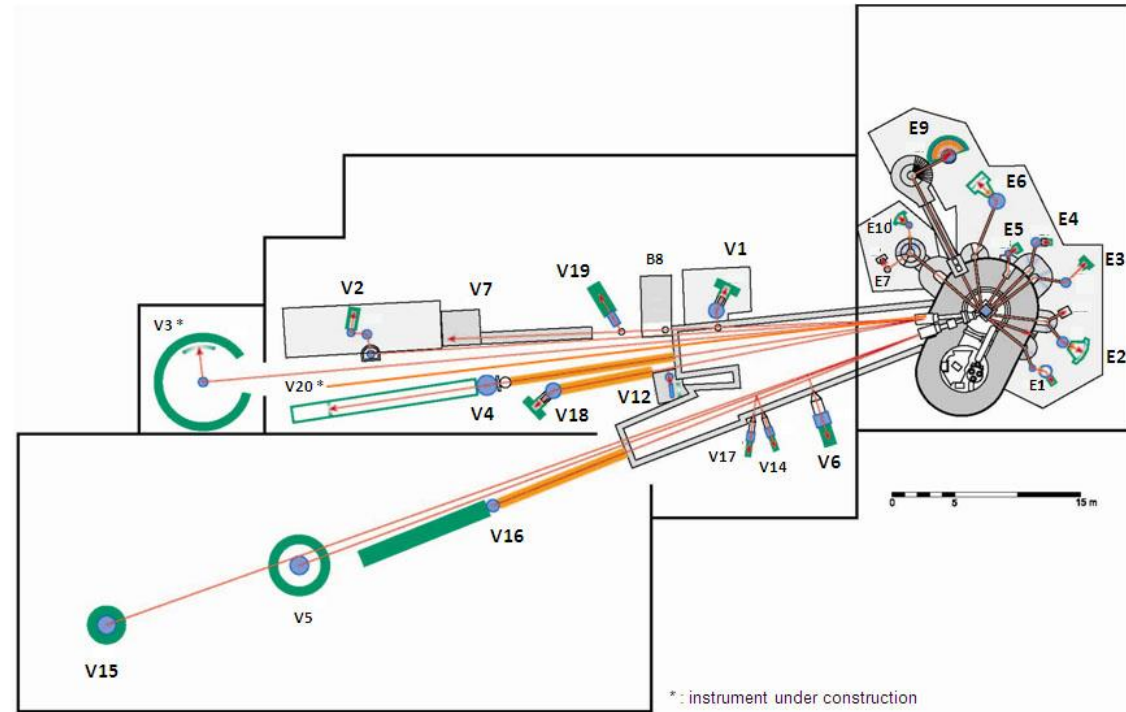 E9
E6
E10
E5
E4
E3
E7
E2
E1
V1
B8
V19
V7
V2
V3 *
V20 *
V4
V18
V12
V17
V14
V6
V16
V5
V15
0 5 15 m
* : instrument under construction